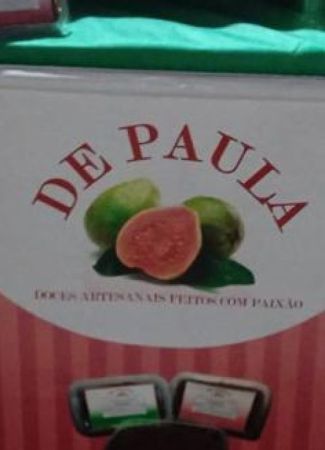 DE PAULA
DOCES ARTESANAIS FEITOS COM PAIXÃO